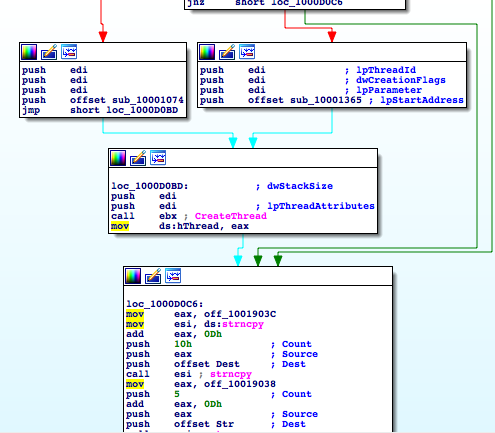 jnz     short loc_1000D0C6
push    edi
push    edi
push    edi
push    offset sub_10001074
jmp     short loc_1000D0BD
push    edi             ; lpThreadId
push    edi             ; dwCreationFlags
push    edi             ; lpParameter
push    offset sub_10001365 ; lpStartAddress
loc_1000D0BD:           ; dwStackSize
push    edi
push    edi             ; lpThreadAttributes
call    ebx ; CreateThread
mov     ds:hThread, eax
loc_1000D0C6:
mov     eax, off_1001903C
mov     esi, ds:strncpy
add     eax, 0Dh
push    10h             ; Count
push    eax             ; Source
push    offset Dest     ; Dest
call    esi ; strncpy
mov     eax, off_10019038
push    5               ; Count
add     eax, 0Dh
push    eax             ; Source
push    offset Str      ; Dest